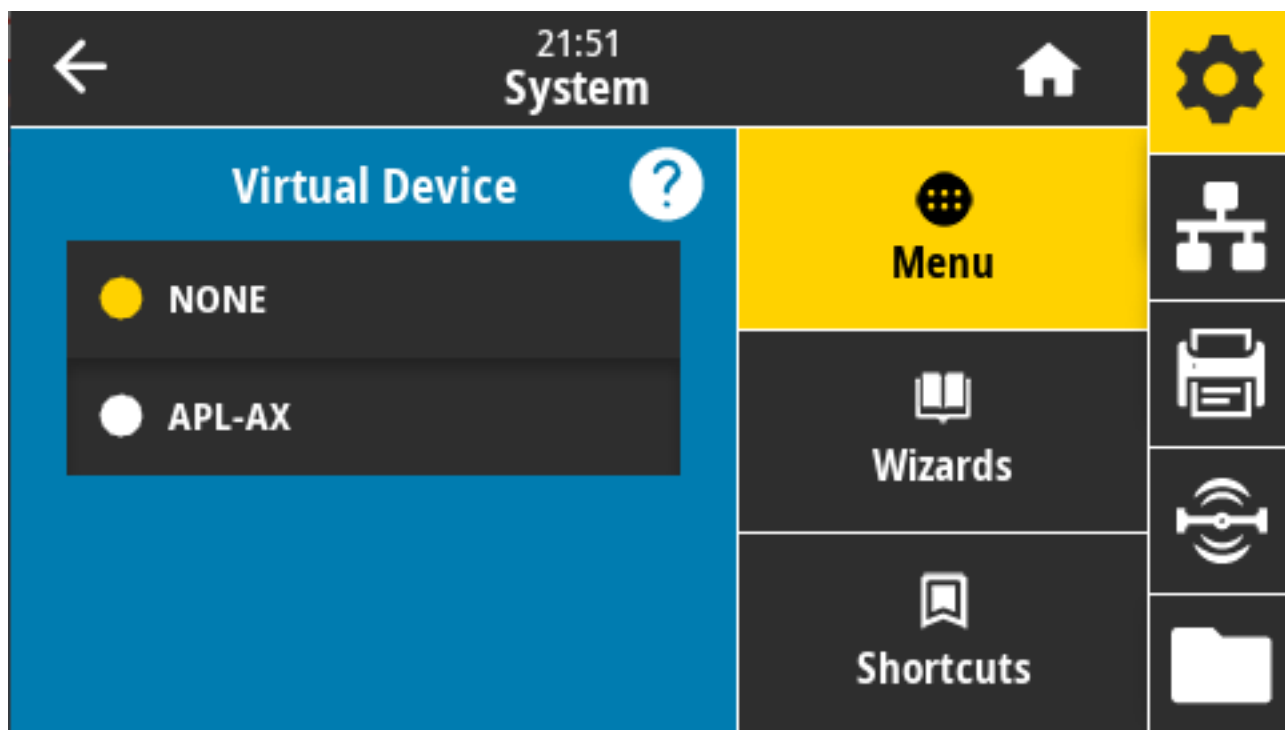 21:51
System
Virtual Device
?
NONE
APL-AX
Menu
Wizards
Shortcuts